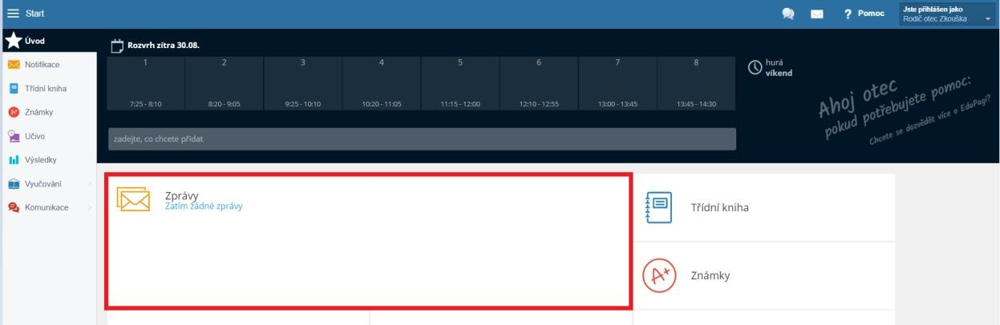 Start
Pomoc
Jste přihlášen jako
Rodič otec Zkouška
Úvod
Notifikace
Třídní kniha
Známky
Učivo
Výsledky
Vyučování
Komunikace
Rozvrh zítra 30.08.
1 2 3 4 5 6 7 8
7:25 - 8:10 8:20 - 9:05 9:25 - 10:10 10:20 - 11:05 11:15 - 12:00 12:10 - 12:55 13:00 - 13:45 13:45 - 14:30
hurá
víkend
Ahoj otec
pokud potřebujete pomoc:
Chcete se dozvědět více o EduPagi?
zadejte, co chcete přidat
Zprávy
Zatím žádné zprávy
Třídní kniha
A+
Známky